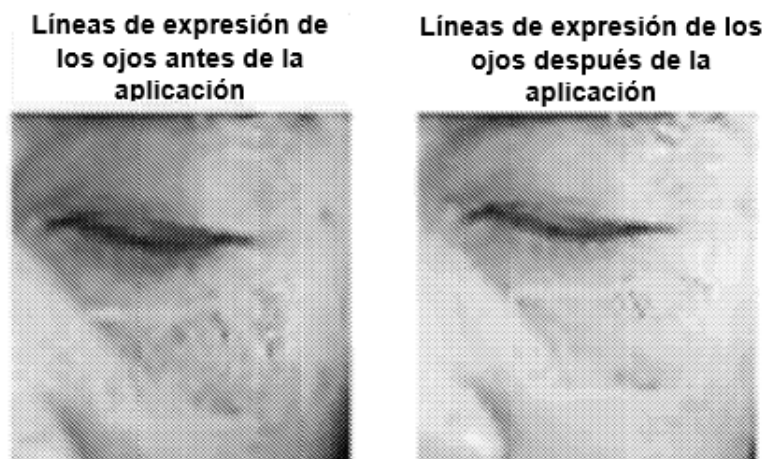 Líneas de expresión de
los ojos antes de la
aplicación
Líneas de expresión de los
ojos después de la
aplicación